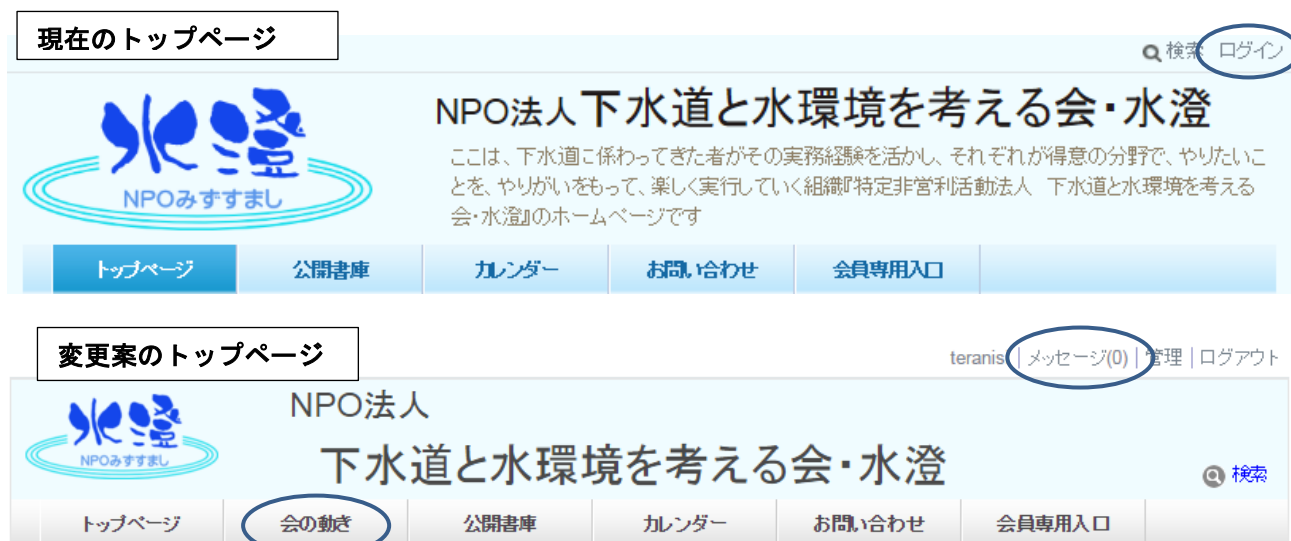 現在のトップページ
検索 ログイン
水澄
NPOみずすまし
NPO法人下水道と水環境を考える会・水澄
ここは、下水道に係わってきた者がその実務経験を活かし、それぞれが得意の分野で、やりたいこ
とを、やりがいをもって、楽しく実行していく組織『特定非営利活動法人 下水道と水環境を考える
会・水澄』のホームページです
トップページ 公開書庫 カレンダー お問い合わせ 会員専用入口
変更案のトップページ
teranis | メッセージ(0) | 管理 | ログアウト
水澄
NPOみずすまし
NPO法人
下水道と水環境を考える会・水澄
検索
トップページ 会の動き 公開書庫 カレンダー お問い合わせ 会員専用入口